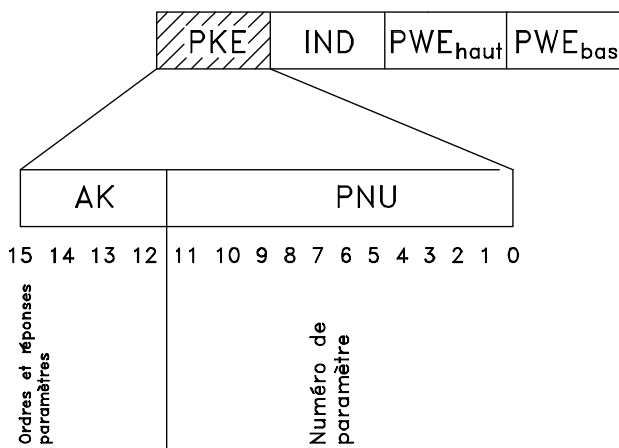 PKE IND PWEhaut PWEbas
AK PNU
15 14 13 12 11 10 9 8 7 6 5 4 3 2 1 0
Ordres et réponses
paramètres
Numéro de
paramètre